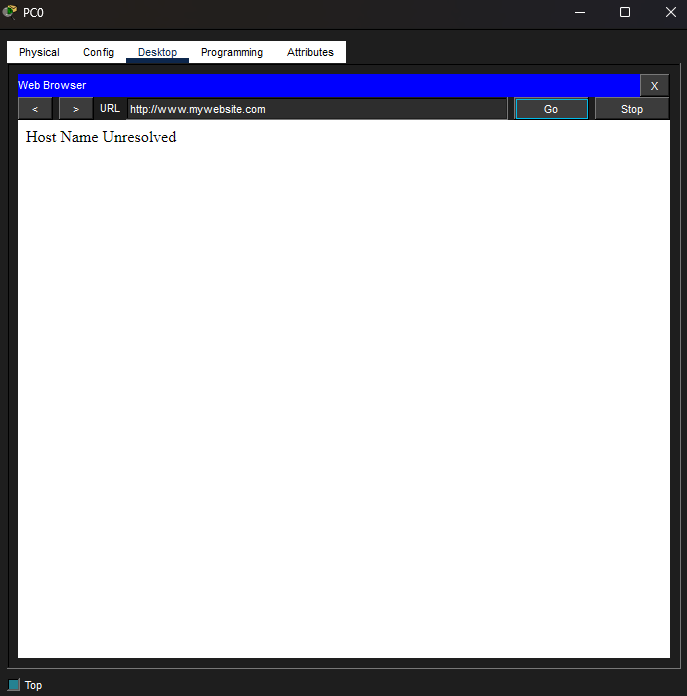 PC0
Physical Config Desktop Programming Attributes
Web Browser X
< > URL http://www.mywebsite.com Go Stop
Host Name Unresolved
Top